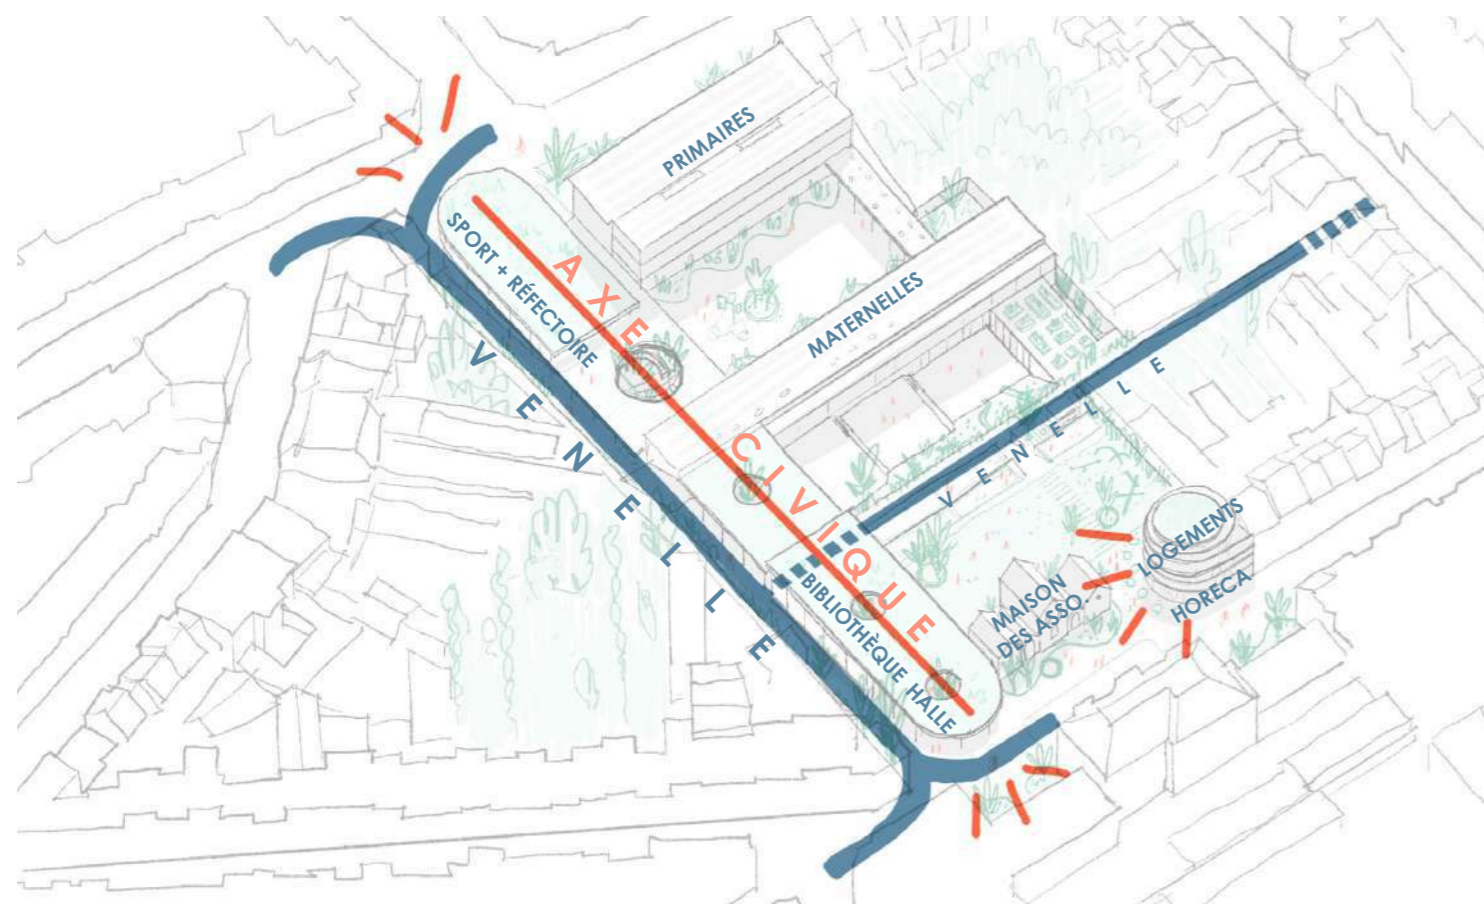 PRIMAIRES
SPORT + RÉFECTOIRE
AXE CIVIQUE
MATERNELLES
VENELLE
VENELLE
BIBLIOTHÈQUE HALLE
LOGEMENTS
MAISON
DES ASSO.
HORECA